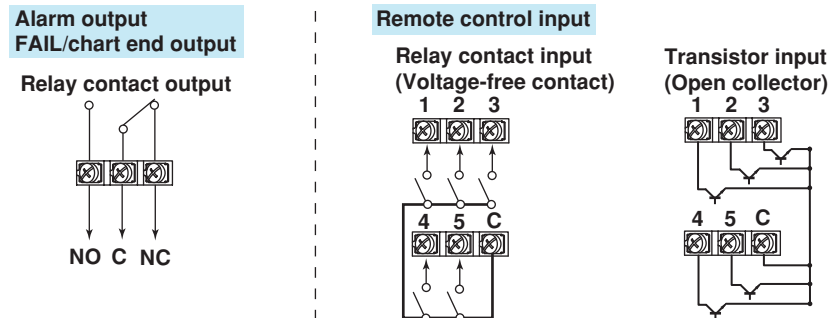 Alarm output
FAIL/chart end output
Relay contact output
NO C NC
Remote control input
Relay contact input
(Voltage-free contact)
1 2 3
4 5 C
Transistor input
(Open collector)
1 2 3
4 5 C